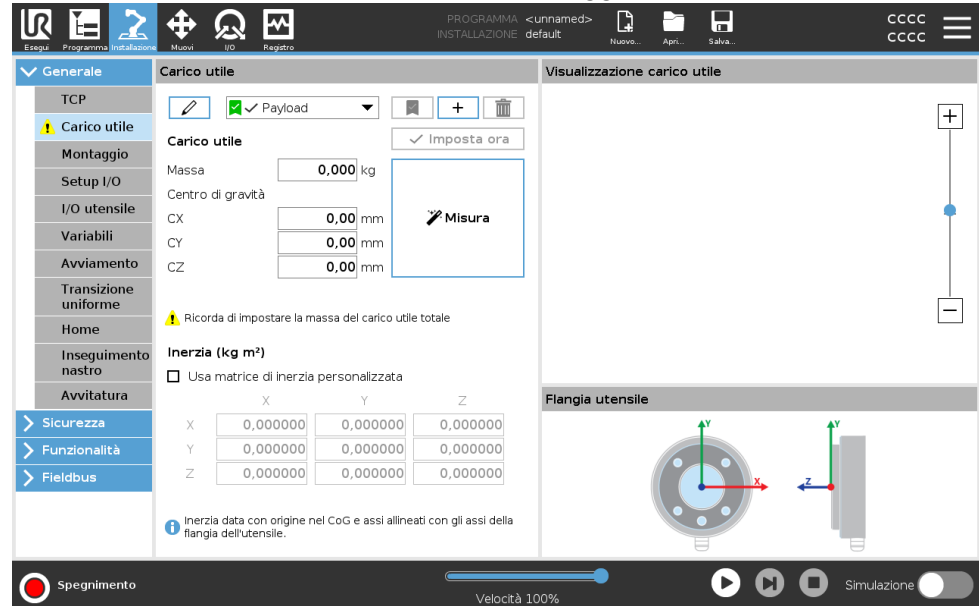 PROGRAMMA <unnamed>
INSTALLAZIONE default
Esegui
Programma
Installazione
Muovi
I/O
Registro
Nuovo...
Apri...
Salva...
CCCC
CCCC
Generale
TCP
Carico utile
Montaggio
Setup I/O
I/O utensile
Variabili
Avviamento
Transizione
uniforme
Home
Inseguimento
nastro
Avvitatura
Sicurezza
Funzionalità
Fieldbus
Carico utile
Payload
Carico utile
Imposta ora
Massa 0,000 kg
Centro di gravità
CX 0,00 mm
CY 0,00 mm
CZ 0,00 mm
Misura
Ricorda di impostare la massa del carico utile totale
Inerzia (kg m²)
Usa matrice di inerzia personalizzata
X Y Z
X 0,000000 0,000000 0,000000
Y 0,000000 0,000000 0,000000
Z 0,000000 0,000000 0,000000
Inerzia data con origine nel CoG e assi allineati con gli assi della
flangia dell'utensile.
Visualizzazione carico utile
Flangia utensile
Y
X
Y
Z
Spegnimento
Velocità 100%
Simulazione